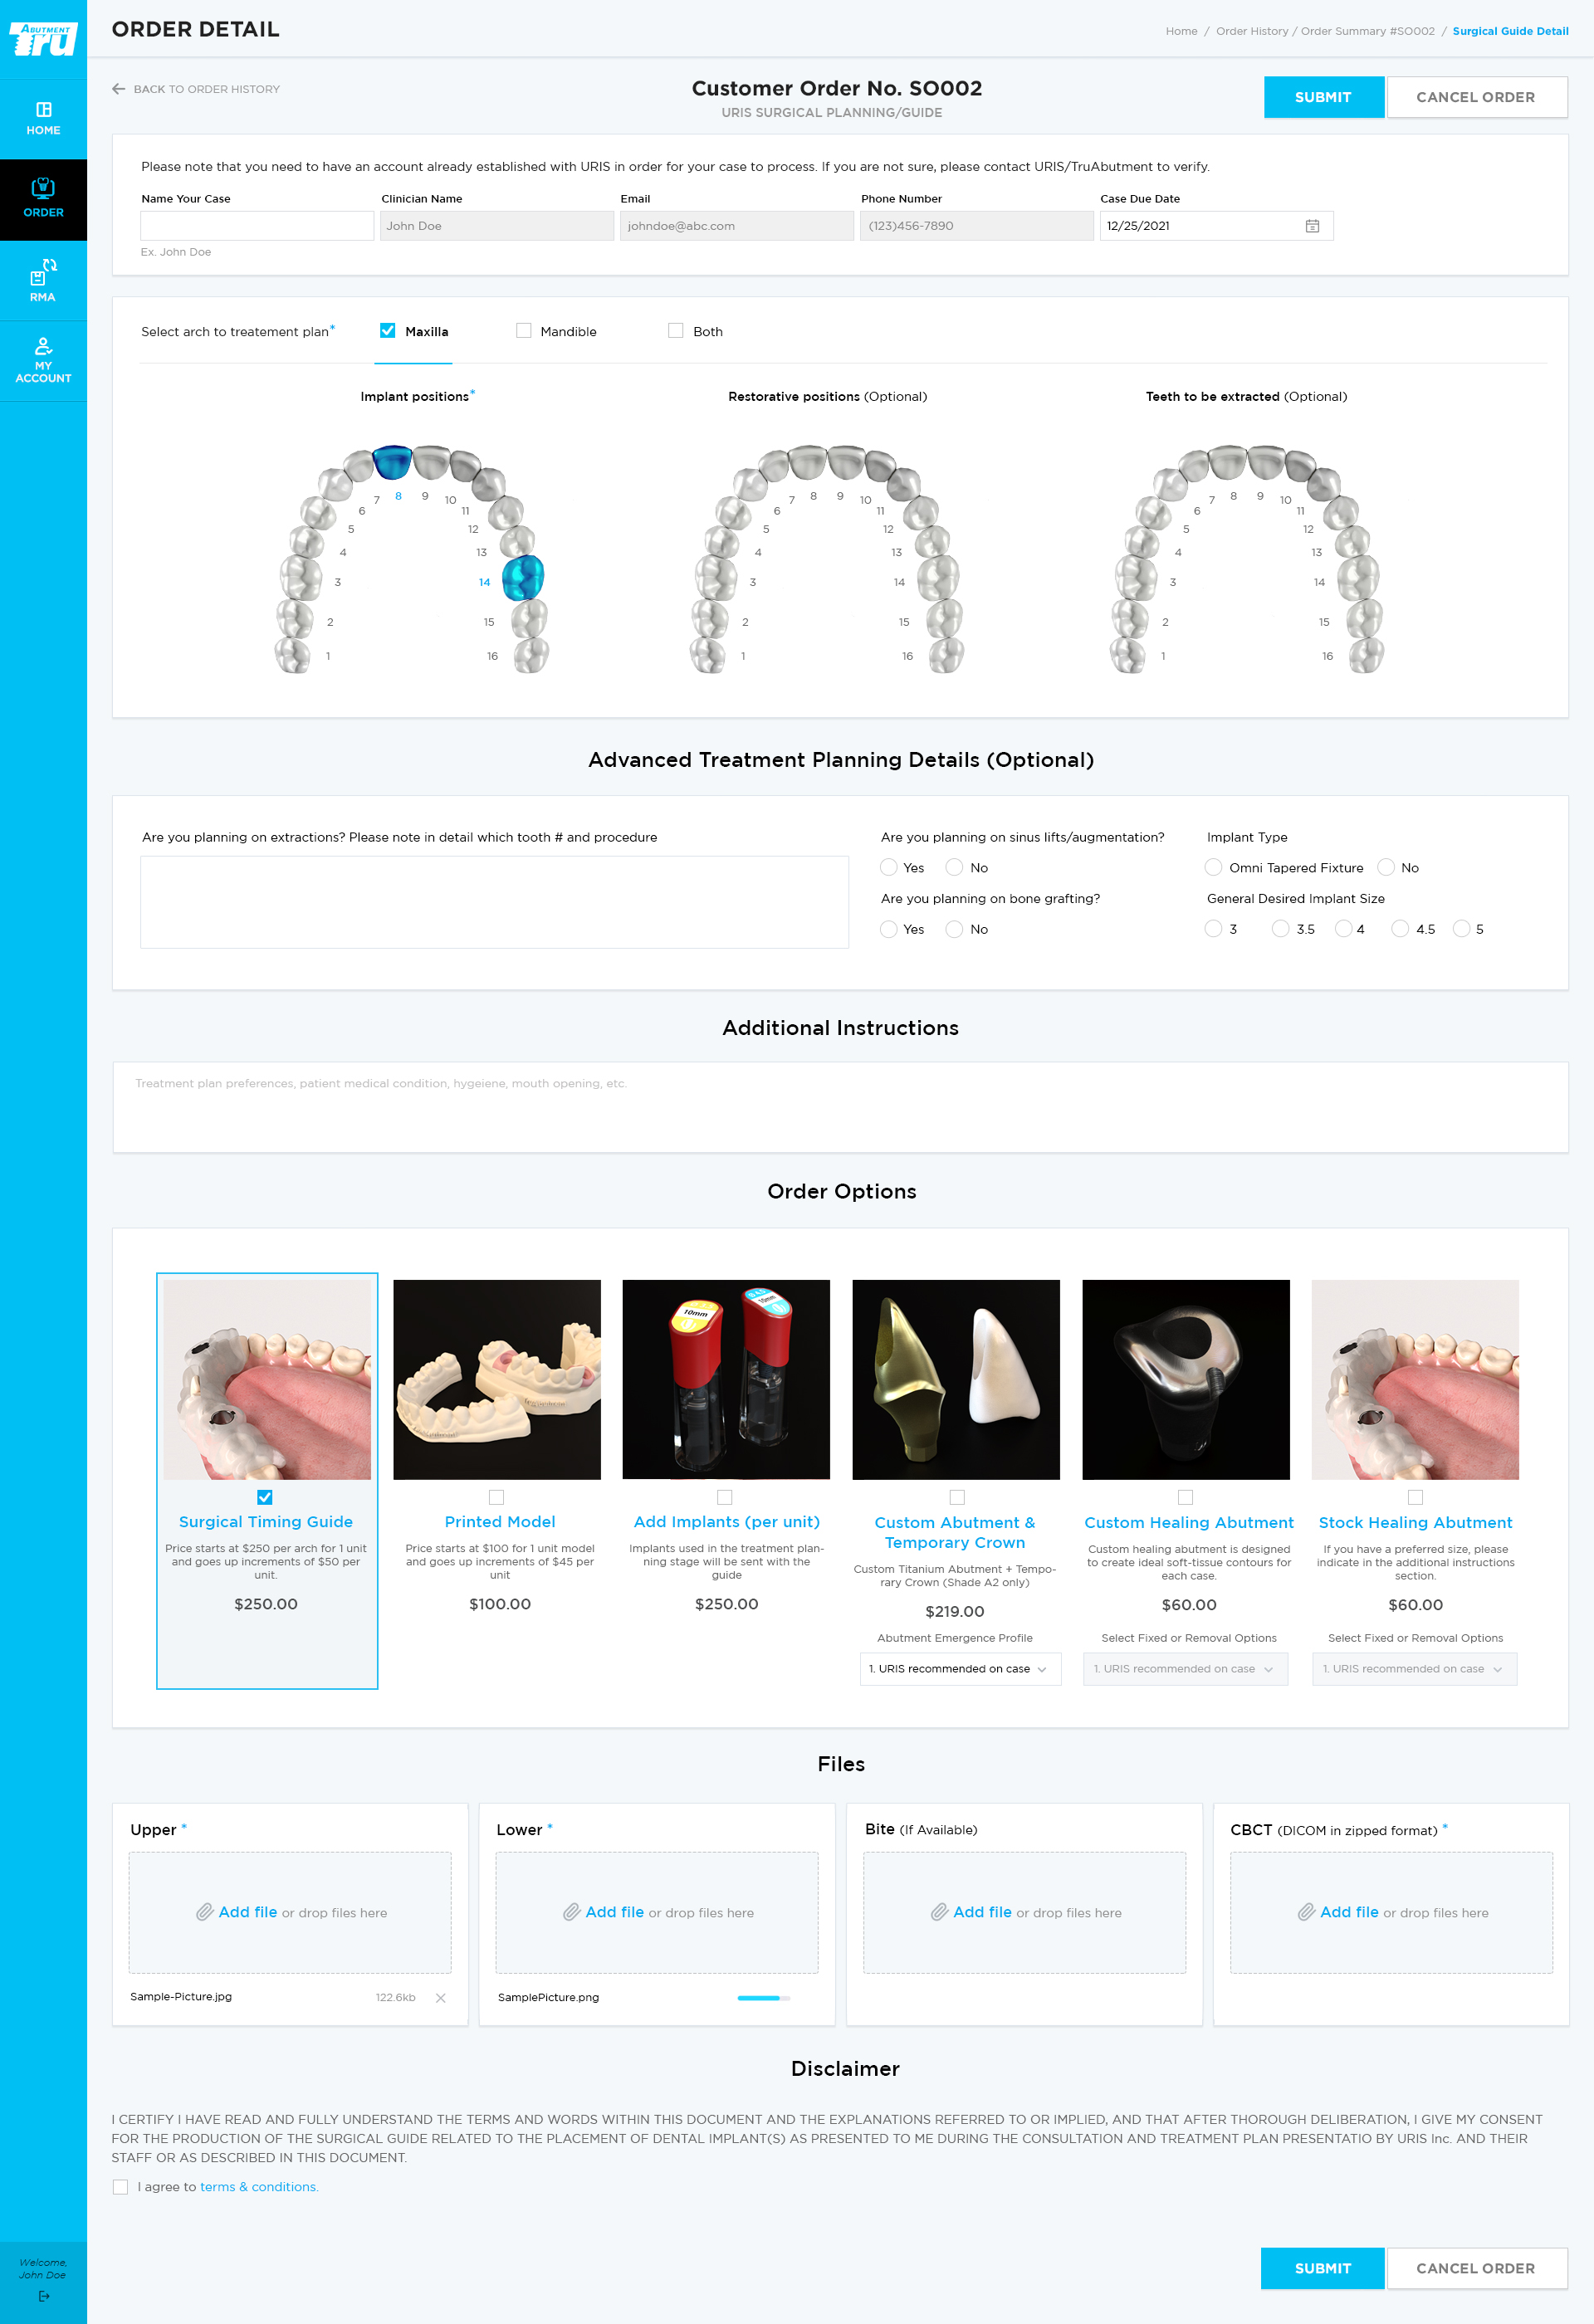 ABUTMENT
Tru
HOME
ORDER
RMA
MY
ACCOUNT
Welcome,
John Doe
ORDER DETAIL
Home / Order History / Order Summary #SO002 / Surgical Guide Detail
BACK TO ORDER HISTORY
Customer Order No. SO002
URIS SURGICAL PLANNING/GUIDE
SUBMIT
CANCEL ORDER
Please note that you need to have an account already established with URIS in order for your case to process. If you are not sure, please contact URIS/TruAbutment to verify.
Name Your Case
Clinician Name
Email
Phone Number
Case Due Date
John Doe
johndoe@abc.com
(123)456-7890
12/25/2021
Ex. John Doe
Select arch to treatement plan*
Maxilla
Mandible
Both
Implant positions*
1
2
3
4
5
6
7
8
9
10
11
12
13
14
15
16
Restorative positions (Optional)
1
2
3
4
5
6
7
8
9
10
11
12
13
14
15
16
Teeth to be extracted (Optional)
1
2
3
4
5
6
7
8
9
10
11
12
13
14
15
16
Advanced Treatment Planning Details (Optional)
Are you planning on extractions? Please note in detail which tooth # and procedure
Are you planning on sinus lifts/augmentation?
Yes
No
Are you planning on bone grafting?
Yes
No
Implant Type
Omni Tapered Fixture
No
General Desired Implant Size
3
3.5
4
4.5
5
Additional Instructions
Treatment plan preferences, patient medical condition, hygeiene, mouth opening, etc.
Order Options
Surgical Timing Guide
Price starts at $250 per arch for 1 unit
and goes up increments of $50 per
unit.
$250.00
Printed Model
Price starts at $100 for 1 unit model
and goes up increments of $45 per
unit
$100.00
10mm
10mm
Add Implants (per unit)
Implants used in the treatment plan-
ning stage will be sent with the
guide
$250.00
Custom Abutment &
Temporary Crown
Custom Titanium Abutment + Tempo-
rary Crown (Shade A2 only)
$219.00
Abutment Emergence Profile
1. URIS recommended on case
Custom Healing Abutment
Custom healing abutment is designed
to create ideal soft-tissue contours for
each case.
$60.00
Select Fixed or Removal Options
1. URIS recommended on case
Stock Healing Abutment
If you have a preferred size, please
indicate in the additional instructions
section.
$60.00
Select Fixed or Removal Options
1. URIS recommended on case
Files
Upper *
Add file or drop files here
Sample-Picture.jpg
122.6kb
Lower *
Add file or drop files here
SamplePicture.png
Bite (If Available)
Add file or drop files here
CBCT (DICOM in zipped format) *
Add file or drop files here
Disclaimer
I CERTIFY I HAVE READ AND FULLY UNDERSTAND THE TERMS AND WORDS WITHIN THIS DOCUMENT AND THE EXPLANATIONS REFERRED TO OR IMPLIED, AND THAT AFTER THOROUGH DELIBERATION, I GIVE MY CONSENT
FOR THE PRODUCTION OF THE SURGICAL GUIDE RELATED TO THE PLACEMENT OF DENTAL IMPLANT(S) AS PRESENTED TO ME DURING THE CONSULTATION AND TREATMENT PLAN PRESENTATIO BY URIS Inc. AND THEIR
STAFF OR AS DESCRIBED IN THIS DOCUMENT.
I agree to terms & conditions.
SUBMIT
CANCEL ORDER